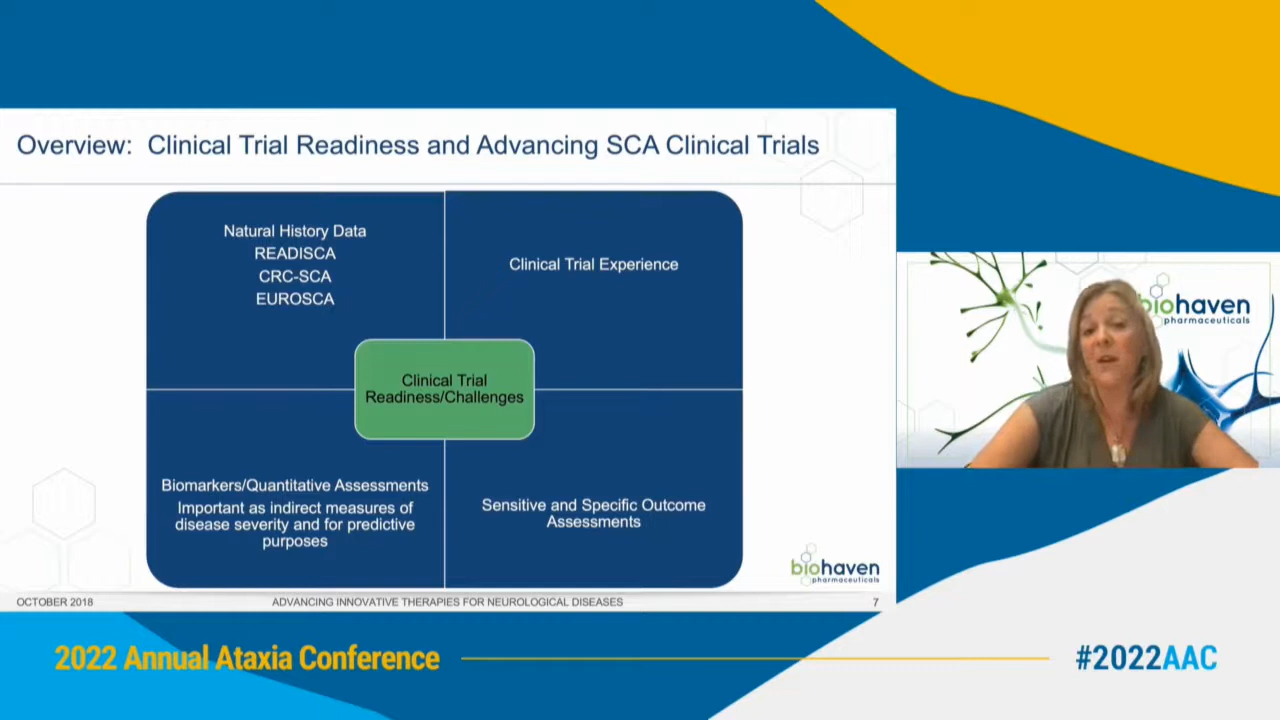 Overview: Clinical Trial Readiness and Advancing SCA Clinical Trials
Natural History Data
READISCA
CRC-SCA
EUROSCA
Clinical Trial Experience
Clinical Trial
Readiness/Challenges
Biomarkers/Quantitative Assessments
Important as indirect measures of
disease severity and for predictive
purposes
Sensitive and Specific Outcome
Assessments
biohaven
pharmaceuticals
OCTOBER 2018
ADVANCING INNOVATIVE THERAPIES FOR NEUROLOGICAL DISEASES
7
biohaven
pharmaceuticals
2022 Annual Ataxia Conference
#2022AAC